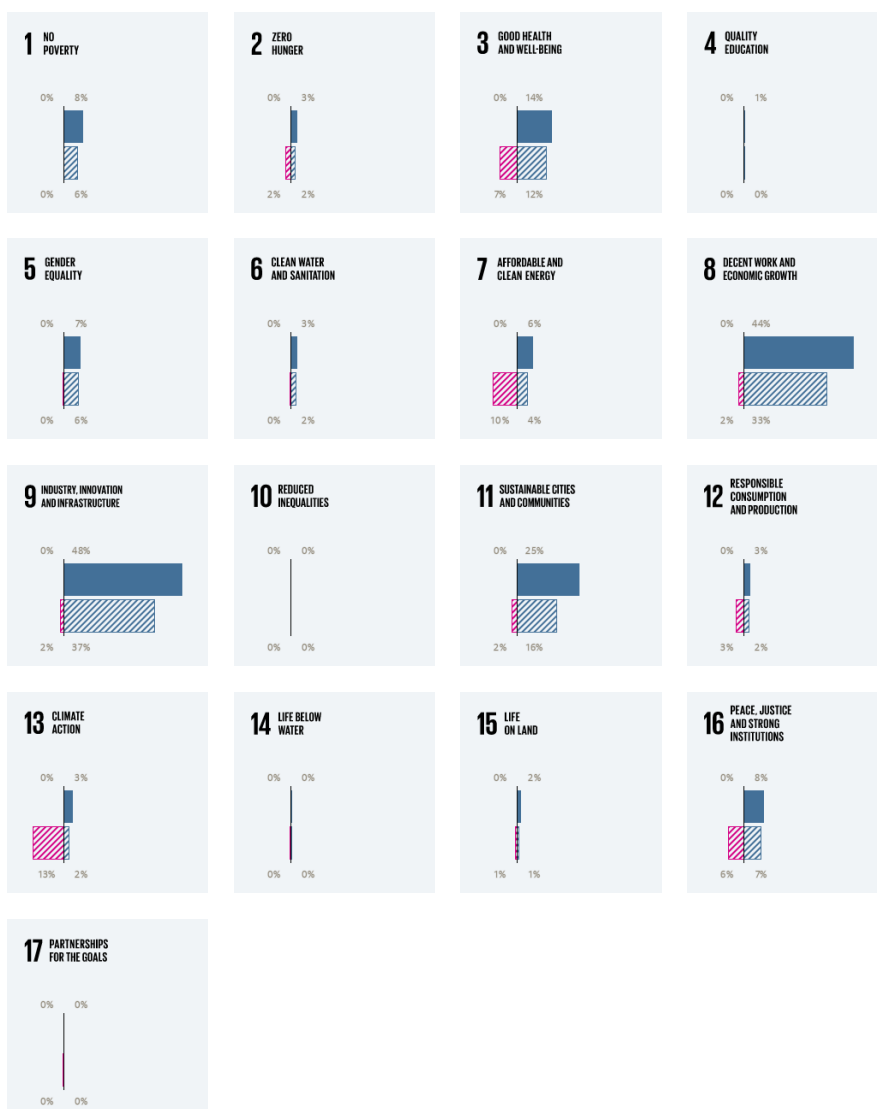 1 NO
POVERTY
0% 8%
0% 6%
2 ZERO
HUNGER
0% 3%
2% 2%
3 GOOD HEALTH
AND WELL-BEING
0% 14%
7% 12%
4 QUALITY
EDUCATION
0% 1%
0% 0%
5 GENDER
EQUALITY
0% 7%
0% 6%
6 CLEAN WATER
AND SANITATION
0% 3%
0% 2%
7 AFFORDABLE AND
CLEAN ENERGY
0% 6%
10% 4%
8 DECENT WORK AND
ECONOMIC GROWTH
0% 44%
2% 33%
9 INDUSTRY, INNOVATION
AND INFRASTRUCTURE
0% 48%
2% 37%
10 REDUCED
INEQUALITIES
0% 0%
0% 0%
11 SUSTAINABLE CITIES
AND COMMUNITIES
0% 25%
2% 16%
12 RESPONSIBLE
CONSUMPTION
AND PRODUCTION
0% 3%
3% 2%
13 CLIMATE
ACTION
0% 3%
13% 2%
14 LIFE BELOW
WATER
0% 0%
0% 0%
15 LIFE
ON LAND
0% 2%
1% 1%
16 PEACE, JUSTICE
AND STRONG
INSTITUTIONS
0% 8%
6% 7%
17 PARTNERSHIPS
FOR THE GOALS
0% 0%
0% 0%